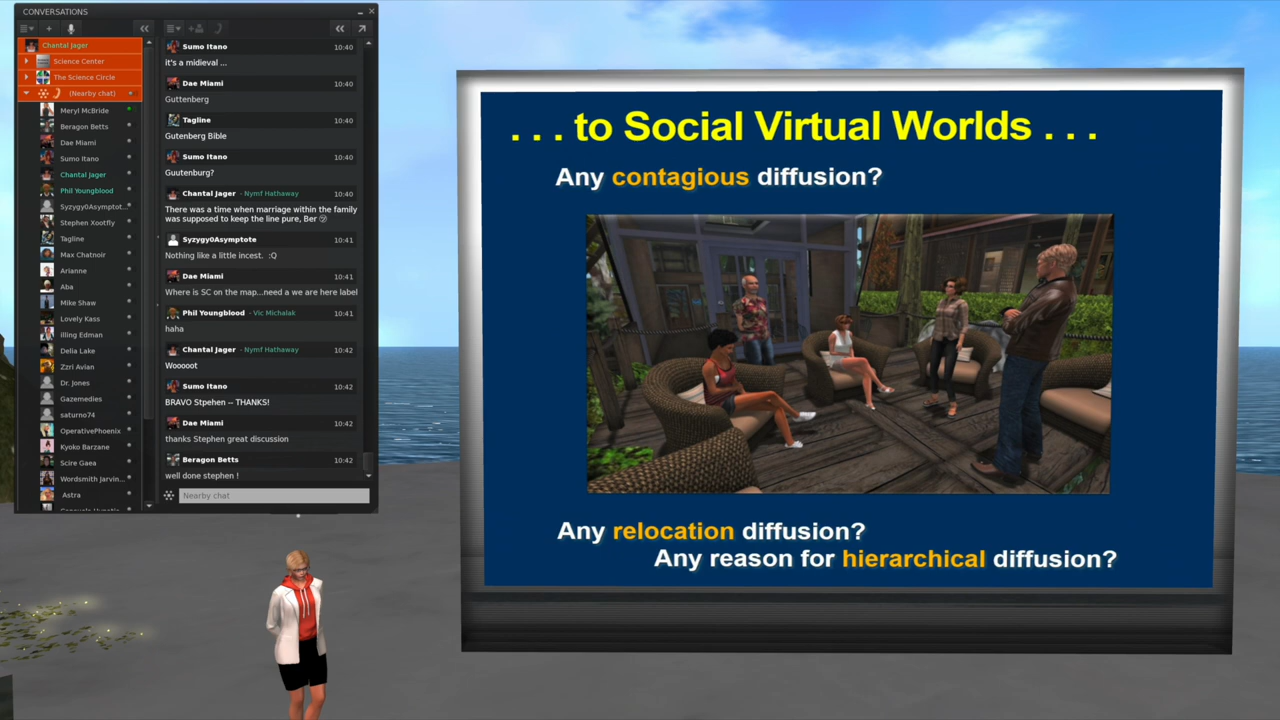 CONVERSATIONS
Chantal Jager
Science Center
The Science Circle
(Nearby chat)
Meryl McBride
Beragon Betts
Dae Miami
Sumo Itano
Chantal Jager
Phil Youngblood
Syzygy0Asymptot...
Stephen Xootfly
Tagline
Max Chatnoir
Arianne
Aba
Mike Shaw
Lovely Kass
Illing Edman
Delia Lake
Zzri Avian
Dr. Jones
Gazemedies
saturno74
OperativePhoenix
Kyoko Barzane
Scire Gaea
Wordsmith Jarvin...
Astra
Sumo Itano 10:40
it's a midieval ...
Dae Miami 10:40
Guttenberg
Tagline 10:40
Gutenberg Bible
Sumo Itano 10:40
Guutenburg?
Chantal Jager - Nymf Hathaway 10:40
There was a time when marriage within the family
was supposed to keep the line pure, Ber
Syzygy0Asymptote 10:41
Nothing like a little incest. :Q
Dae Miami 10:41
Where is SC on the map...need a we are here label
Phil Youngblood - Vic Michalak 10:41
haha
Chantal Jager - Nymf Hathaway 10:42
Wooooot
Sumo Itano 10:42
BRAVO Stpehen -- THANKS!
Dae Miami 10:42
thanks Stephen great discussion
Beragon Betts 10:42
well done stephen !
Nearby chat
. . . to Social Virtual Worlds . . .
Any contagious diffusion?
Any relocation diffusion?
Any reason for hierarchical diffusion?